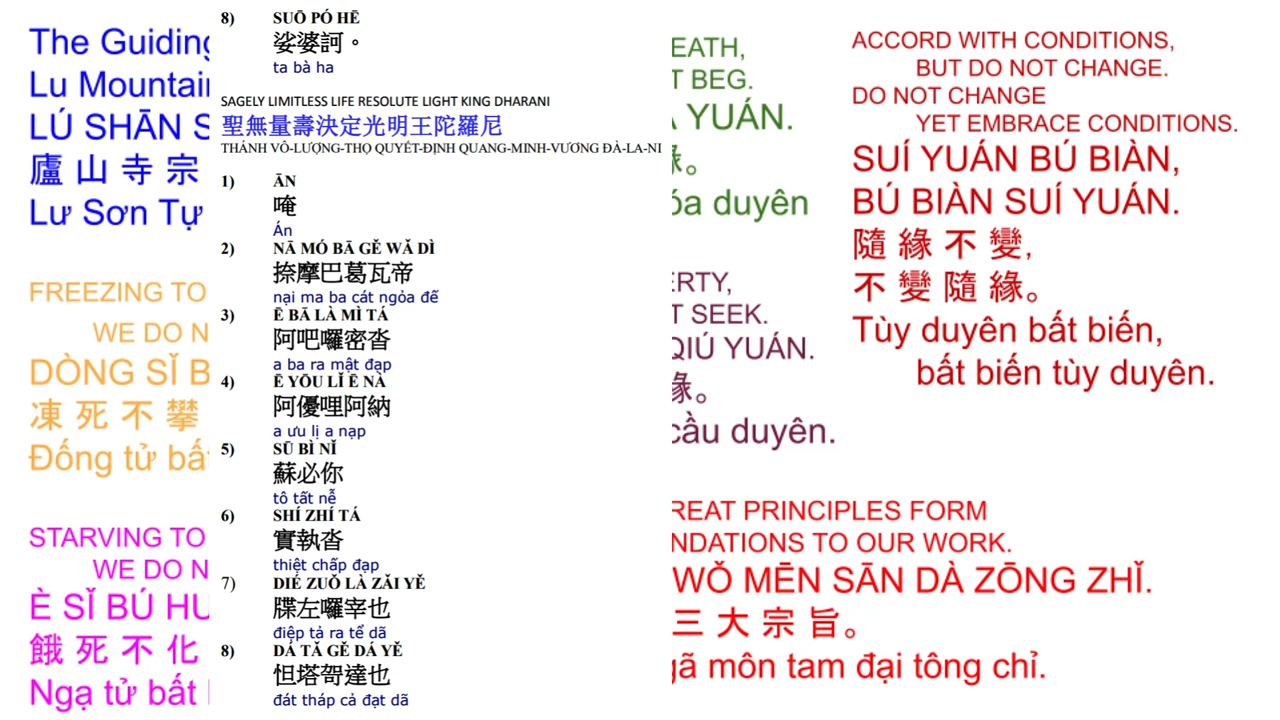 The Guiding
Lu Mountain
LÚ SHĀN S
廬 山 寺 宗
Lư Sơn Tự
FREEZING TO
WE DO N
DÒNG SǏ B
凍 死 不 攀
Đống tử bất
STARVING TO
WE DO N
È SǏ BÚ HU
餓 死 不 化
Ngạ tử bất
8) SUŌ PÓ HĒ
娑婆訶。
ta bà ha
SAGELY LIMITLESS LIFE RESOLUTE LIGHT KING DHARANI
聖無量壽決定光明王陀羅尼
THÁNH VÔ-LƯỢNG-THỌ QUYẾT-ĐỊNH QUANG-MINH-VƯƠNG ĐÀ-LA-NI
1) ĀN
唵
Án
2) NĀ MÓ BĀ GĚ WǍ DÌ
捺摩巴葛瓦帝
nại ma ba cát ngỏa đế
3) Ē BĀ LÀ MÌ TÁ
阿吧囉密沓
a ba ra mật đạp
4) Ē YŌU LǏ Ē NÀ
阿優哩阿納
a ưu lị a nạp
5) SŪ BÌ NǏ
蘇必你
tô tất nễ
6) SHÍ ZHÍ TÁ
實執沓
thiệt chấp đạp
7) DIÉ ZUǑ LÀ ZǍI YĚ
牒左囉宰也
điệp tả ra tể dã
8) DÁ TǍ GĚ DÁ YĚ
怛塔哿達也
đát tháp cả đạt dã
EATH,
T BEG.
YUÁN.
緣。
óa duyên
ERTY,
T SEEK.
QIÚ YUÁN.
緣。
cầu duyên.
ACCORD WITH CONDITIONS,
BUT DO NOT CHANGE.
DO NOT CHANGE
YET EMBRACE CONDITIONS.
SUÍ YUÁN BÚ BIÀN,
BÚ BIÀN SUÍ YUÁN.
隨 緣 不 變,
不 變 隨 緣。
Tùy duyên bất biến,
bất biến tùy duyên.
REAT PRINCIPLES FORM
NDATIONS TO OUR WORK.
WǑ MĒN SĀN DÀ ZŌNG ZHǏ.
三 大 宗 旨。
gã môn tam đại tông chỉ.